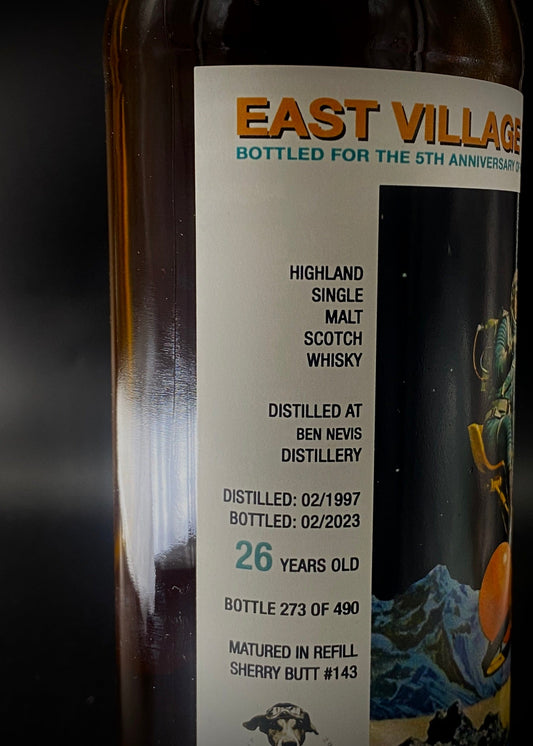 EAST VILLAGE
BOTTLED FOR THE 5TH ANNIVERSARY
HIGHLAND
SINGLE
MALT
SCOTCH
WHISKY
DISTILLED AT
BEN NEVIS
DISTILLERY
DISTILLED: 02/1997
BOTTLED: 02/2023
26 YEARS OLD
BOTTLE 273 OF 490
MATURED IN REFILL
SHERRY BUTT #143